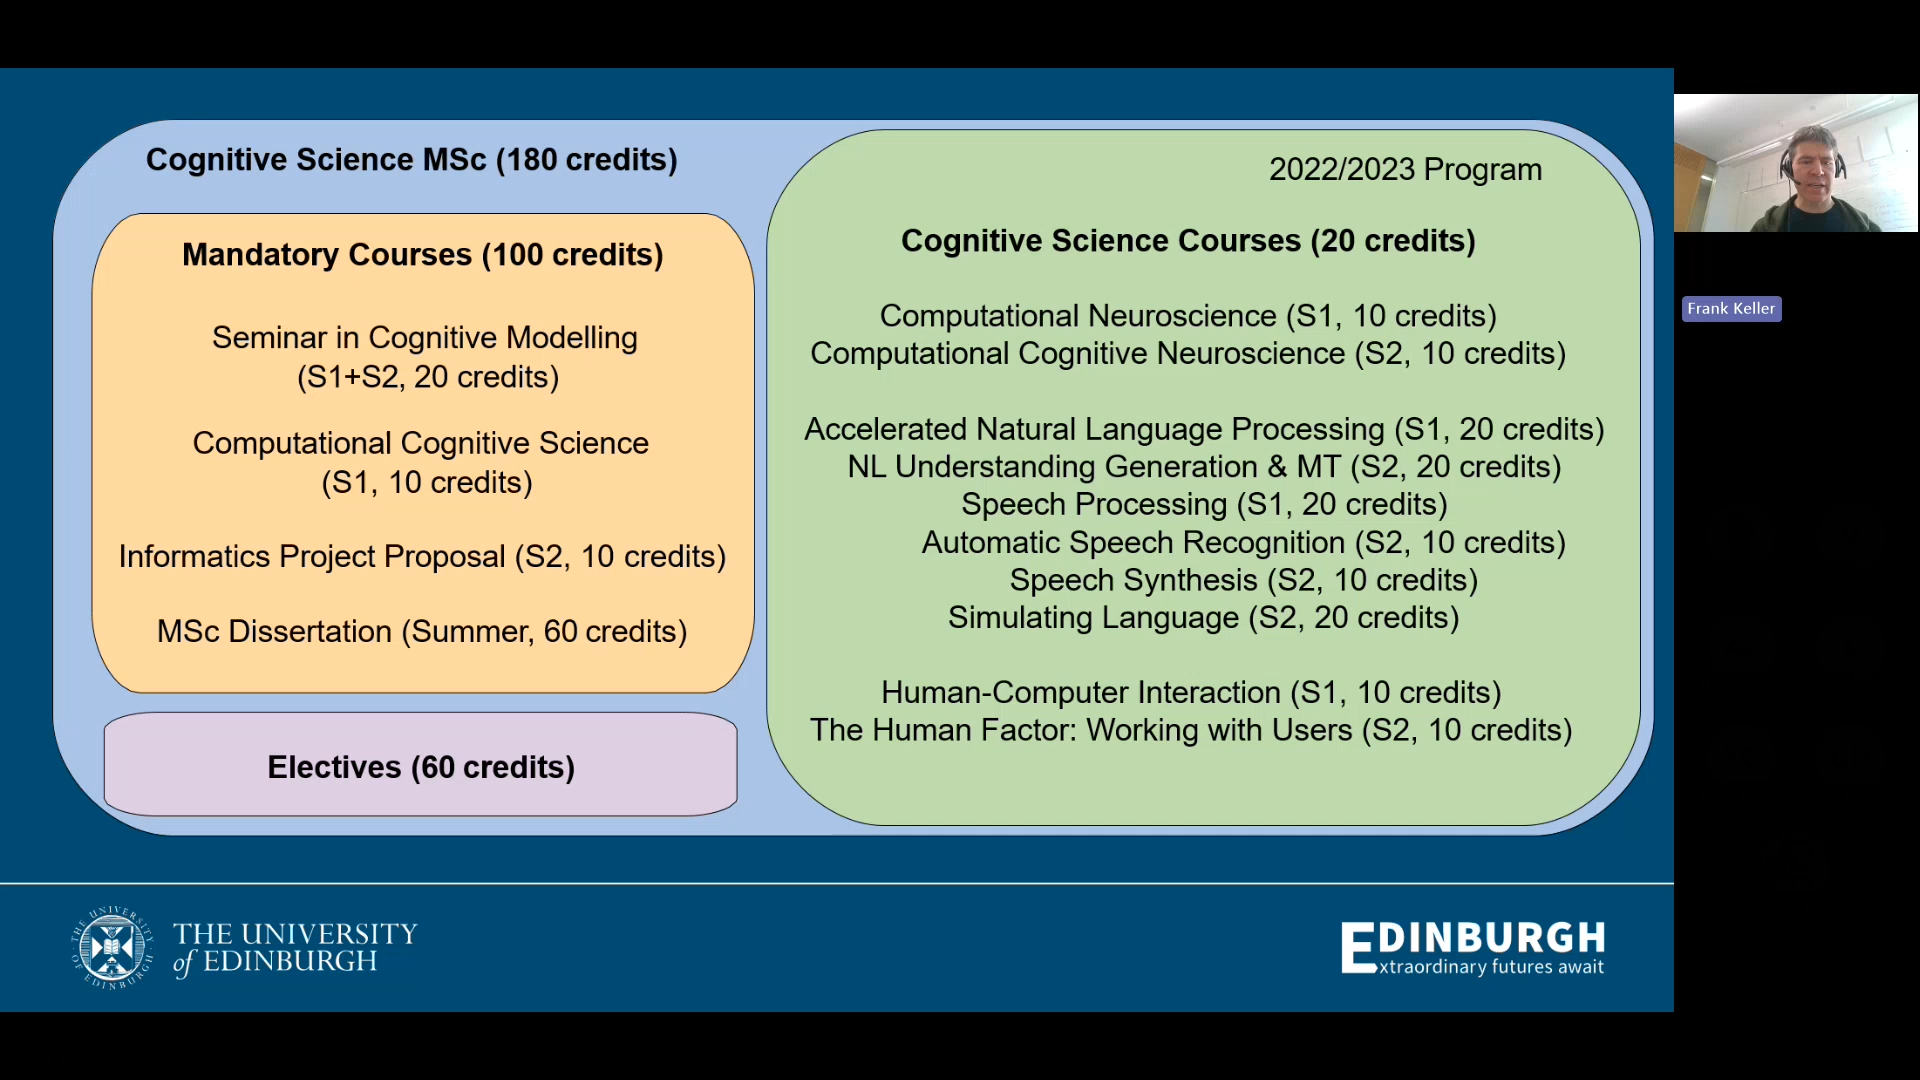 Cognitive Science MSc (180 credits)
Mandatory Courses (100 credits)
Seminar in Cognitive Modelling
(S1+S2, 20 credits)
Computational Cognitive Science
(S1, 10 credits)
Informatics Project Proposal (S2, 10 credits)
MSc Dissertation (Summer, 60 credits)
Electives (60 credits)
2022/2023 Program
Cognitive Science Courses (20 credits)
Computational Neuroscience (S1, 10 credits)
Computational Cognitive Neuroscience (S2, 10 credits)
Accelerated Natural Language Processing (S1, 20 credits)
NL Understanding Generation & MT (S2, 20 credits)
Speech Processing (S1, 20 credits)
Automatic Speech Recognition (S2, 10 credits)
Speech Synthesis (S2, 10 credits)
Simulating Language (S2, 20 credits)
Human-Computer Interaction (S1, 10 credits)
The Human Factor: Working with Users (S2, 10 credits)
Frank Keller
THE UNIVERSITY OF EDINBURGH
THE UNIVERSITY
of EDINBURGH
EDINBURGH
xtraordinary futures await